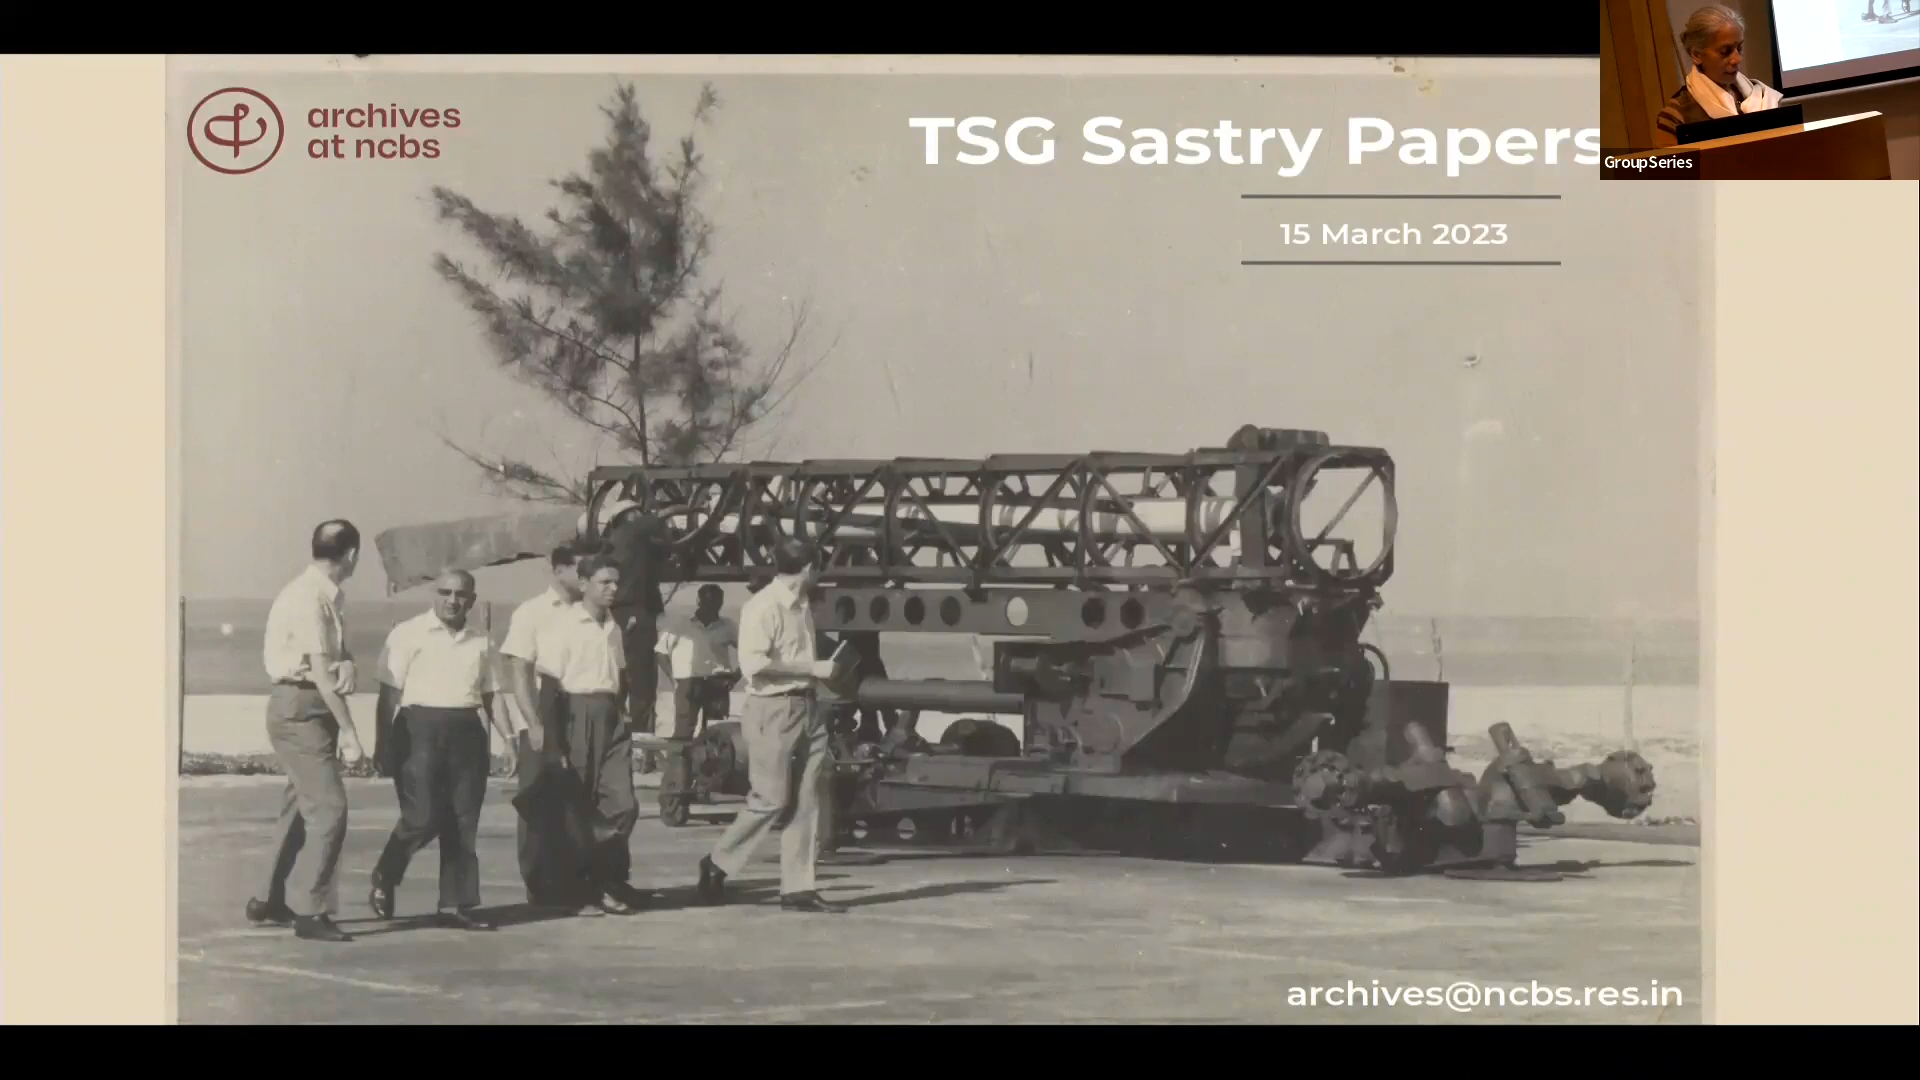 archives
at ncbs
TSG Sastry Papers
15 March 2023
GroupSeries
archives@ncbs.res.in